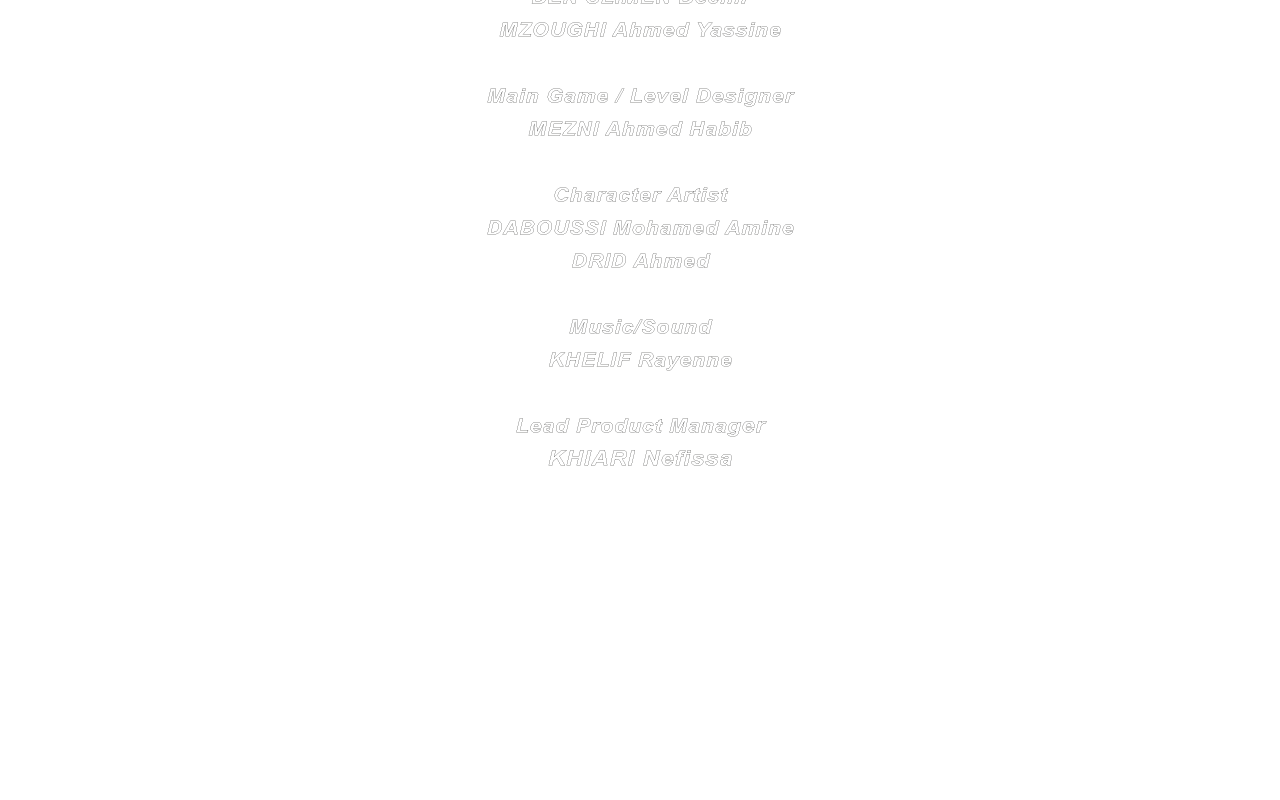 MZOUGHI Ahmed Yassine
Main Game / Level Designer
MEZNI Ahmed Habib
Character Artist
DABOUSSI Mohamed Amine
DRID Ahmed
Music/Sound
KHELIF Rayenne
Lead Product Manager
KHIARI Nefissa